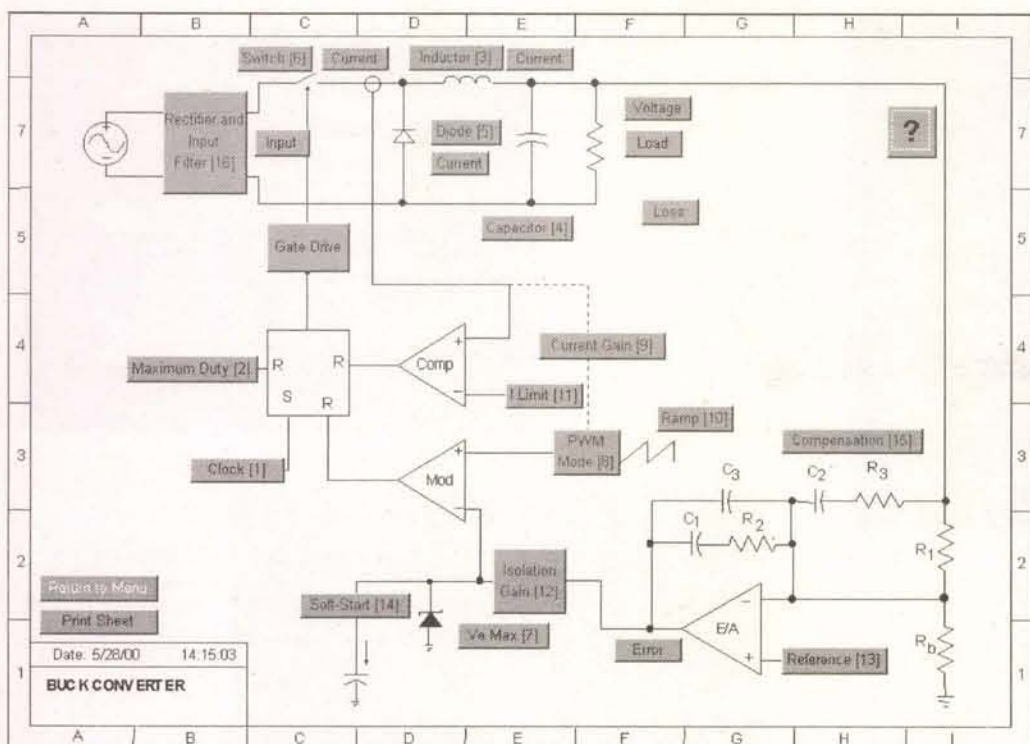 A B C D E F G H I
Switch [6] Current Inductor [3] Current
7 Rectifier and Input Filter [16] Input Diode [5] Current Voltage Load ? 7
Loss
5 Gate Drive Capacitor [4] 5
4 Maximum Duty [2] R R S R Comp + − Current Gain [9] 4
I Limit [11]
Ramp [10]
3 Clock [1] Mod + − PWM Mode [8] Compensation [15] 3
C3 C2 R3
C1 R2 R1
2 Return to Menu Isolation Gain [12] 2
Print Sheet Soft-Start [14] Ve Max [7] E/A − + Error Reference [13] Rb
1 Date: 5/28/00 14:15:03 1
BUCK CONVERTER
A B C D E F G H I